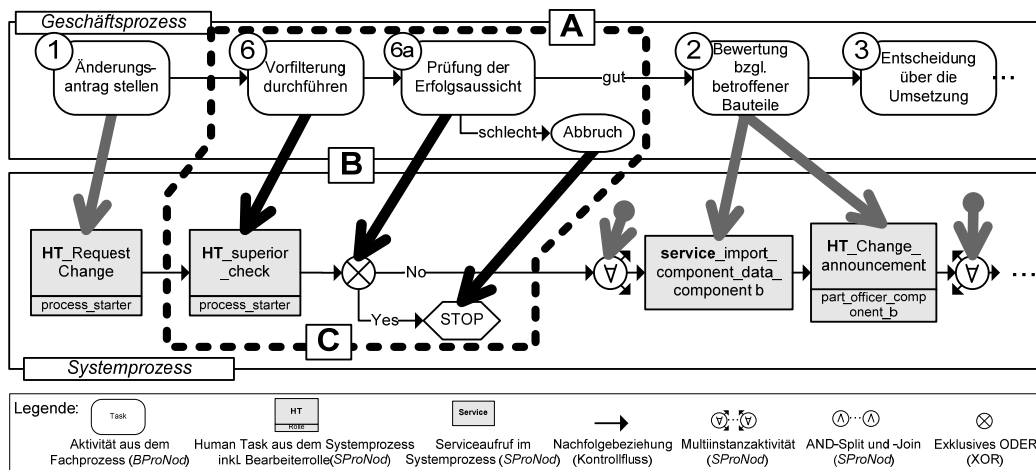 Geschäftsprozess
A
1
Änderungs-
antrag stellen
6
Vorfilterung
durchführen
6a
Prüfung der
Erfolgsaussicht
gut
2
Bewertung
bzgl.
betroffener
Bauteile
3
Entscheidung
über die
Umsetzung
...
schlecht
Abbruch
B
HT_Request
Change
process_starter
HT_superior
_check
process_starter
No
Yes
STOP
∀
service_import_
component_data_
component b
HT_Change_
announcement
part_officer_comp
onent_b
∀
...
C
Systemprozess
Legende:
Task
Aktivität aus dem
Fachprozess (BProNod)
HT
Rolle
Human Task aus dem Systemprozess
inkl. Bearbeiterrolle(SProNod)
Service
Serviceaufruf im
Systemprozess (SProNod)
Nachfolgebeziehung
(Kontrollfluss)
∀...∀
Multiinstanzaktivität
(SProNod)
∧...∧
AND-Split und -Join
(SProNod)
Exklusives ODER
(XOR)